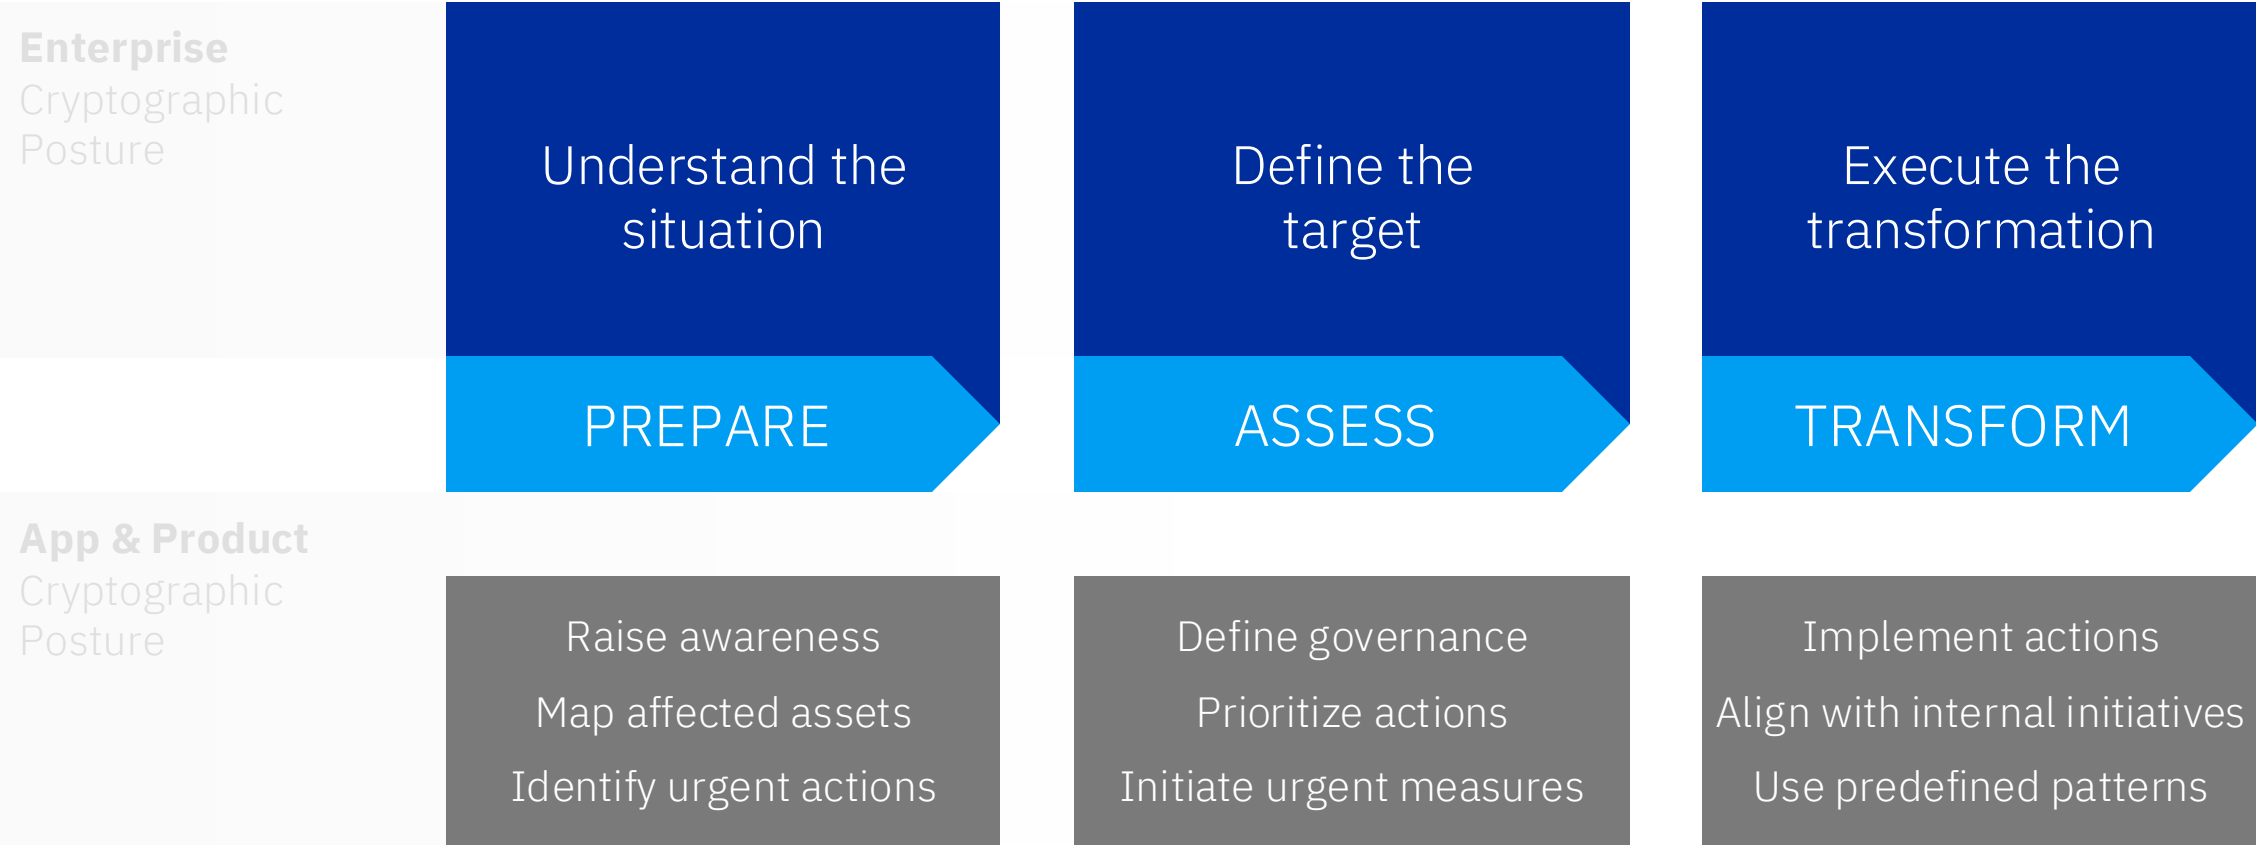 Enterprise
Cryptographic
Posture
Understand the
situation
Define the
target
Execute the
transformation
PREPARE
ASSESS
TRANSFORM
App & Product
Cryptographic
Posture
Raise awareness
Map affected assets
Identify urgent actions
Define governance
Prioritize actions
Initiate urgent measures
Implement actions
Align with internal initiatives
Use predefined patterns